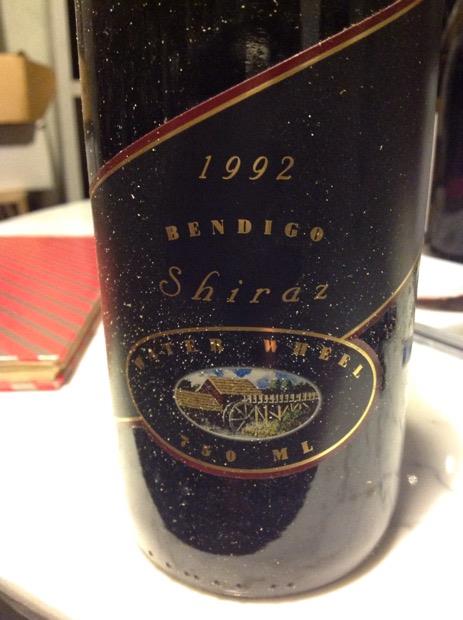 1992
BENDIGO
Shiraz
WATER WHEEL
750 ML